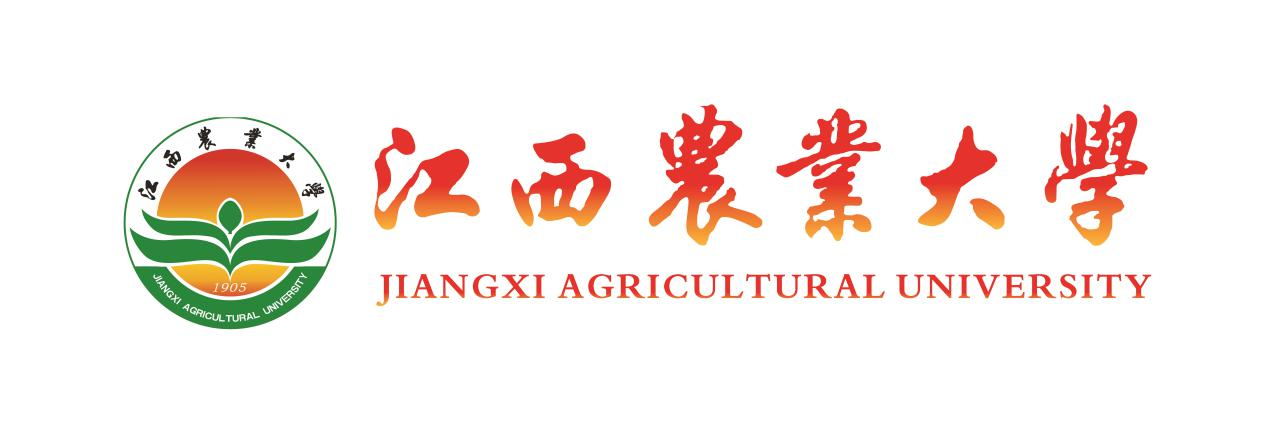 江西農業大學
1905
JIANGXI AGRICULTURAL UNIVERSITY
江西農業大學
JIANGXI AGRICULTURAL UNIVERSITY